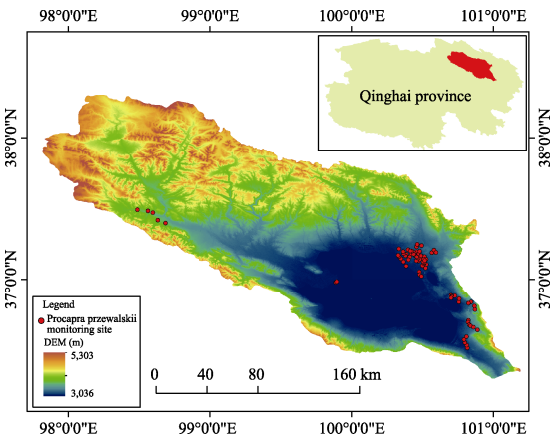 98°0'0"E 99°0'0"E 100°0'0"E 101°0'0"E
Qinghai province
38°0'0"N
38°0'0"N
37°0'0"N
37°0'0"N
Legend
Procapra przewalskii
monitoring site
DEM (m)
5,303
3,036
0 40 80 160 km
98°0'0"E 99°0'0"E 100°0'0"E 101°0'0"E